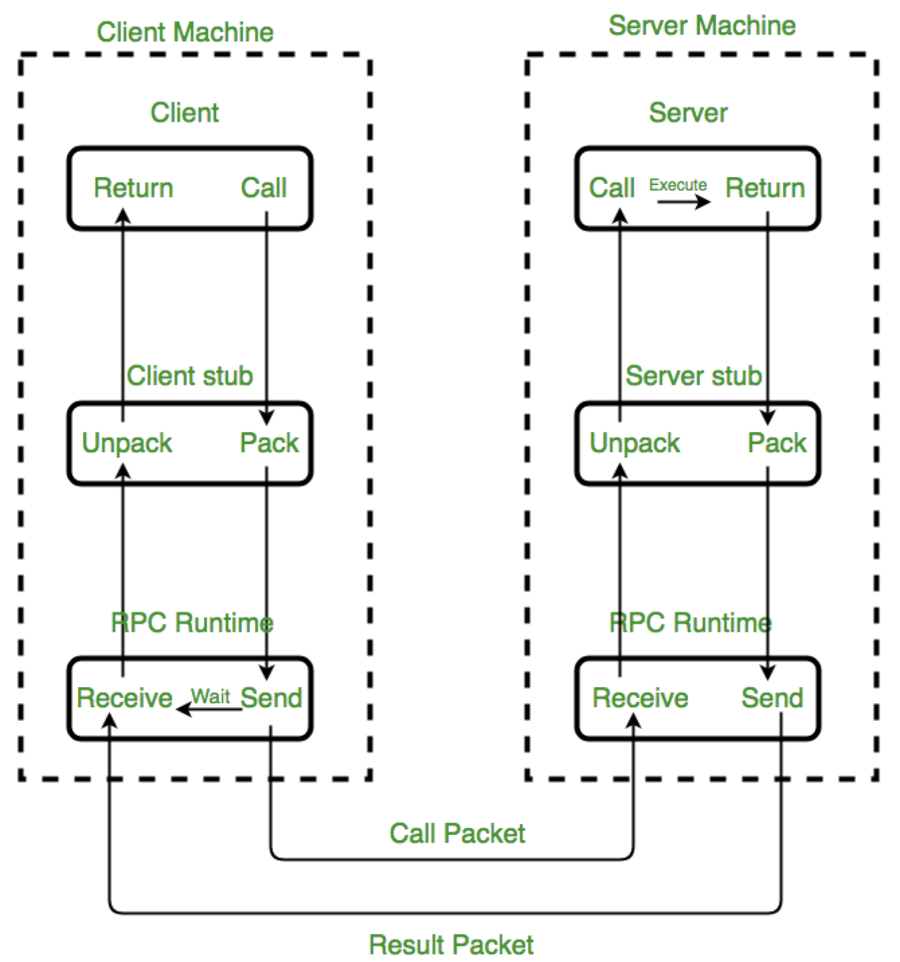 Client Machine
Server Machine
Client
Server
Return Call
Call Execute Return
Client stub
Server stub
Unpack Pack
Unpack Pack
RPC Runtime
RPC Runtime
Receive Wait Send
Receive Send
Call Packet
Result Packet